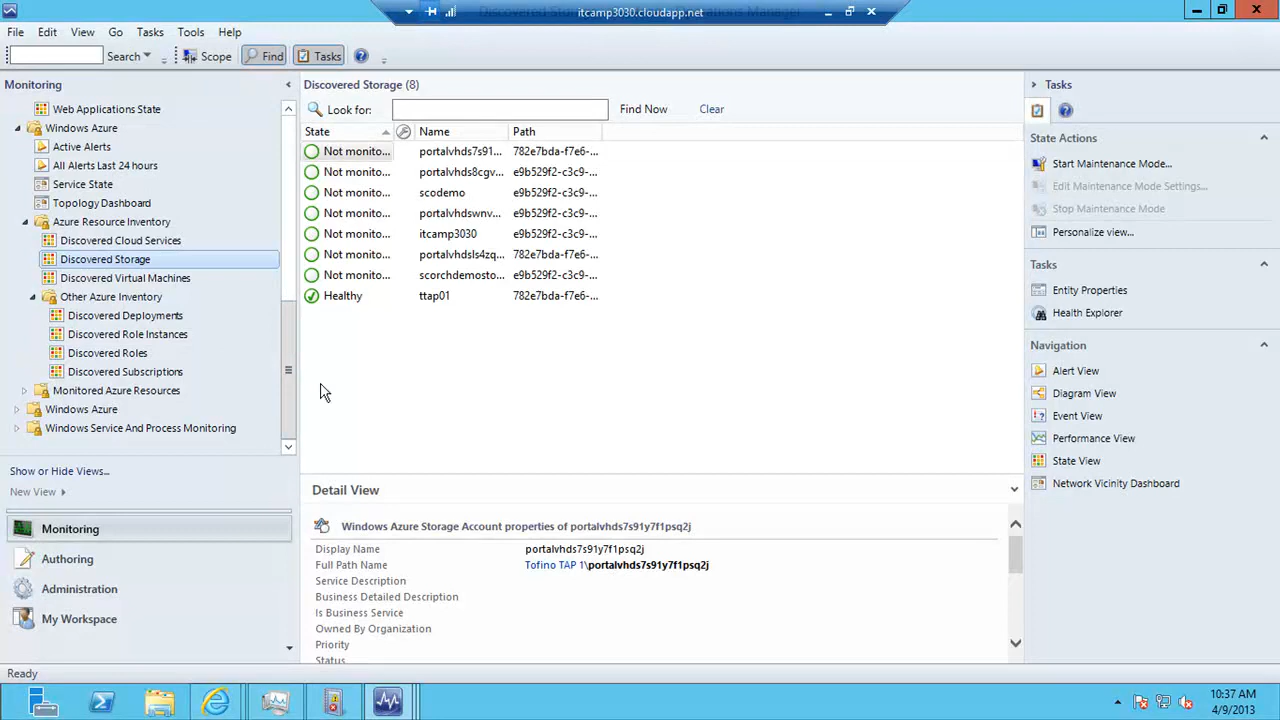 itcamp3030.cloudapp.net
File Edit View Go Tasks Tools Help
Search Scope Find Tasks
Monitoring
Web Applications State
Windows Azure
Active Alerts
All Alerts Last 24 hours
Service State
Topology Dashboard
Azure Resource Inventory
Discovered Cloud Services
Discovered Storage
Discovered Virtual Machines
Other Azure Inventory
Discovered Deployments
Discovered Role Instances
Discovered Roles
Discovered Subscriptions
Monitored Azure Resources
Windows Azure
Windows Service And Process Monitoring
Show or Hide Views...
New View
Monitoring
Authoring
Administration
My Workspace
Discovered Storage (8)
Look for: Find Now Clear
State Name Path
Not monito... portalvhds7s91... 782e7bda-f7e6-...
Not monito... portalvhds8cgv... e9b529f2-c3c9-...
Not monito... scodemo e9b529f2-c3c9-...
Not monito... portalvhdswnv... e9b529f2-c3c9-...
Not monito... itcamp3030 e9b529f2-c3c9-...
Not monito... portalvhdsls4zq... 782e7bda-f7e6-...
Not monito... scorchdemosto... e9b529f2-c3c9-...
Healthy ttap01 782e7bda-f7e6-...
Detail View
Windows Azure Storage Account properties of portalvhds7s91y7f1psq2j
Display Name portalvhds7s91y7f1psq2j
Full Path Name Tofino TAP 1\portalvhds7s91y7f1psq2j
Service Description
Business Detailed Description
Is Business Service
Owned By Organization
Priority
Status
Tasks
State Actions
Start Maintenance Mode...
Edit Maintenance Mode Settings...
Stop Maintenance Mode
Personalize view...
Tasks
Entity Properties
Health Explorer
Navigation
Alert View
Diagram View
Event View
Performance View
State View
Network Vicinity Dashboard
Ready
10:37 AM
4/9/2013